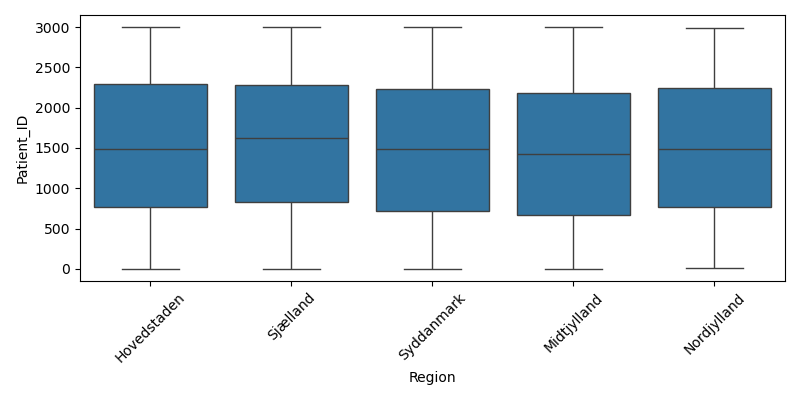 3000
2500
2000
1500
1000
500
0
Patient_ID
Hovedstaden
Sjælland
Syddanmark
Midtjylland
Nordjylland
Region